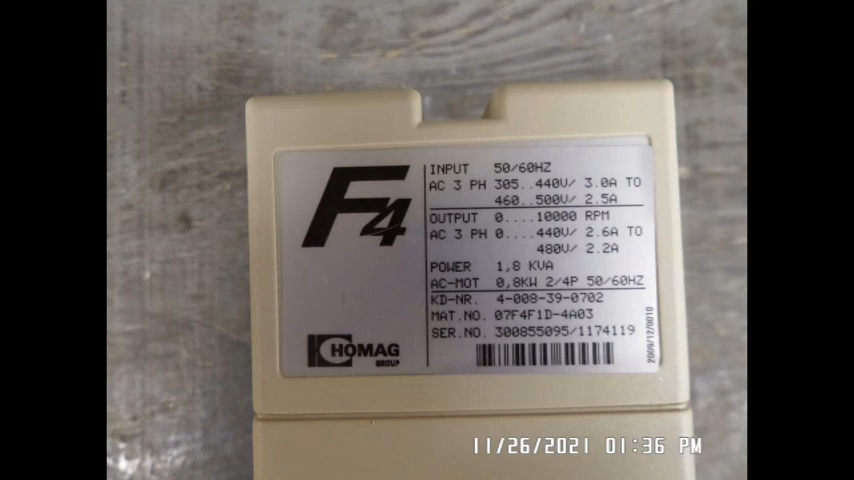 F4
INPUT 50/60HZ
AC 3 PH 305..440V/ 3.0A TO
460..500V/ 2.5A
OUTPUT 0....10000 RPM
AC 3 PH 0....440V/ 2.6A TO
480V/ 2.2A
POWER 1,8 KVA
AC-MOT 0,8KW 2/4P 50/60HZ
KD-NR. 4-008-39-0702
MAT.NO. 07F4F1D-4A03
SER.NO. 300855095/1174119
HOMAG
GROUP
2009/12/0010
11/26/2021 01:36 PM